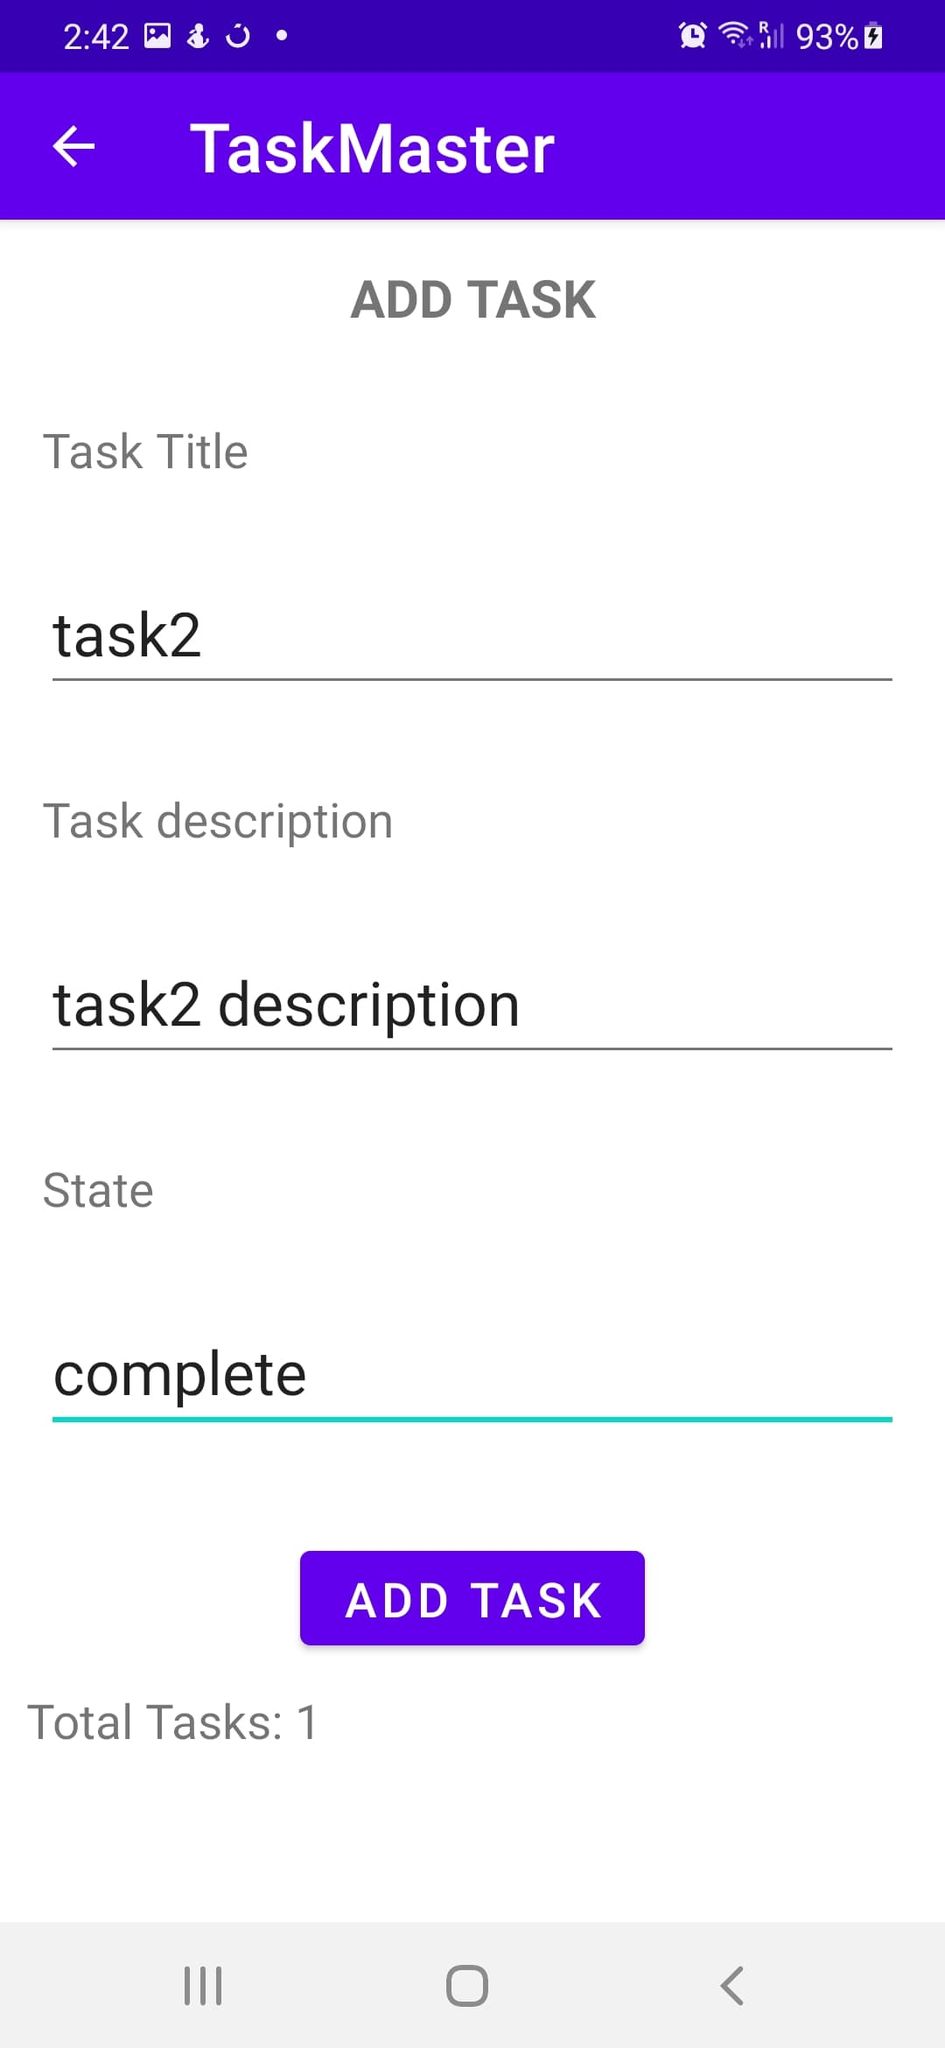 2:42 R 93%
TaskMaster
ADD TASK
Task Title
task2
Task description
task2 description
State
complete
ADD TASK
Total Tasks: 1